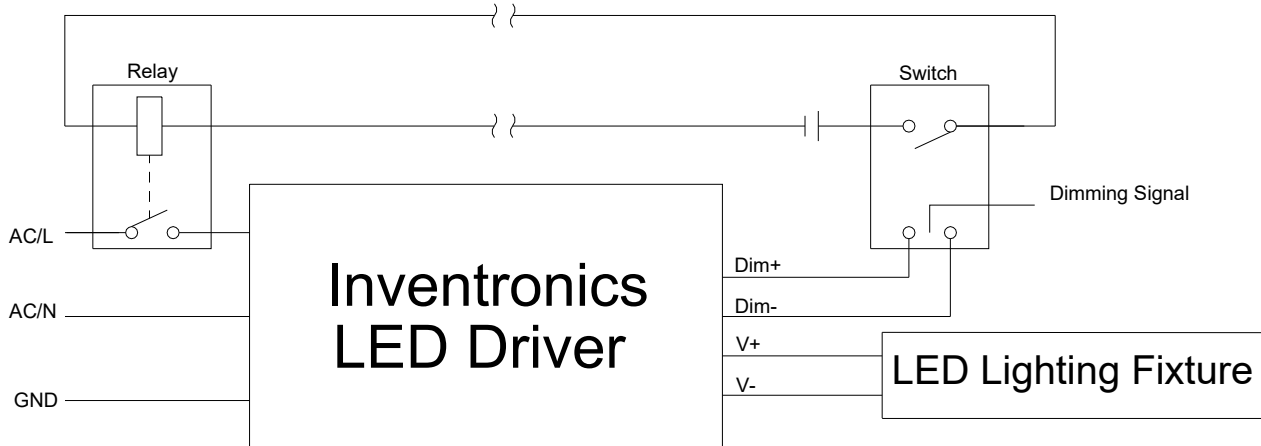 Relay
Switch
Dimming Signal
AC/L
AC/N
GND
Inventronics
LED Driver
Dim+
Dim-
V+
V-
LED Lighting Fixture